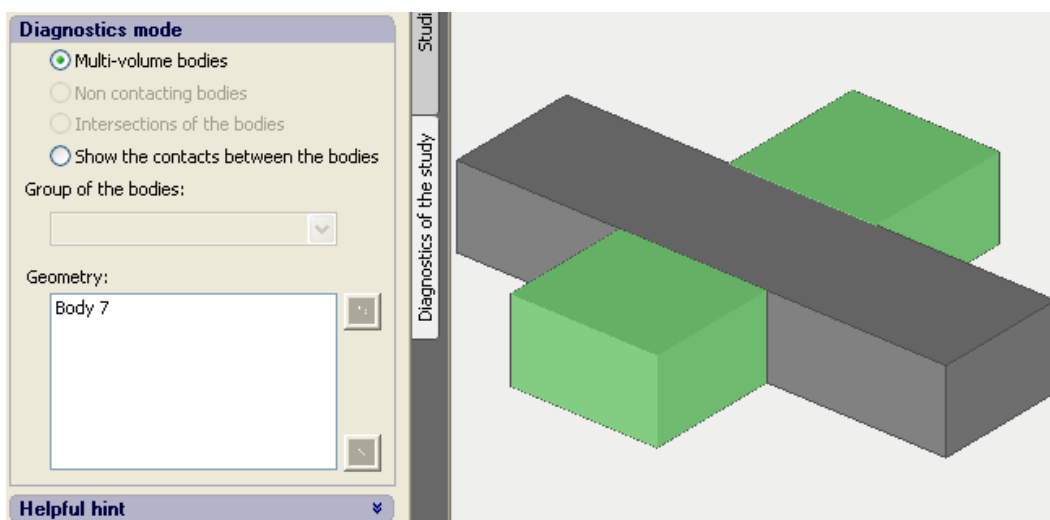 Diagnostics mode
Multi-volume bodies
Non contacting bodies
Intersections of the bodies
Show the contacts between the bodies
Group of the bodies:
Geometry:
Body 7
Helpful hint
Studi
Diagnostics of the study